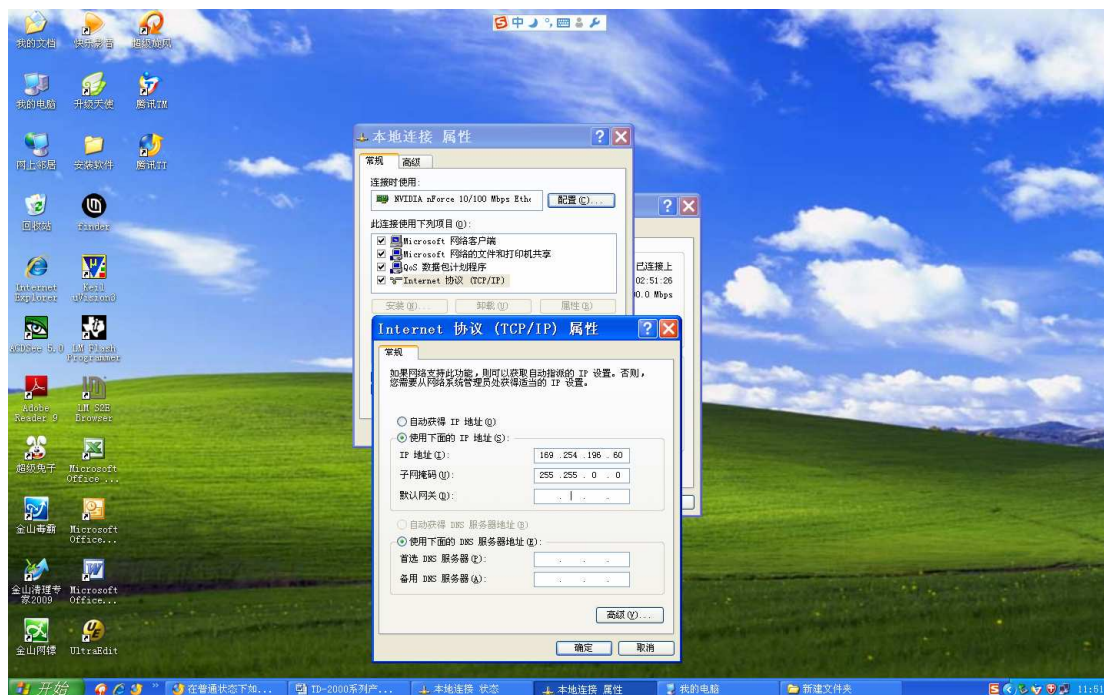 中
我的文档
快乐影音
超级旋风
我的电脑
升级天使
腾讯TM
网上邻居
安装软件
腾讯TT
回收站
finder
Internet Explorer
Keil uVision3
ACDSee 5.0
LM Flash Programmer
Adobe Reader 9
LM S2E Browser
超级兔子
Microsoft Office ...
金山毒霸
Microsoft Office...
金山清理专家2009
Microsoft Office...
金山网镖
UltraEdit
本地连接 属性
常规
高级
连接时使用:
NVIDIA nForce 10/100 Mbps Ethe
配置(C)...
此连接使用下列项目(O):
Microsoft 网络客户端
Microsoft 网络的文件和打印机共享
QoS 数据包计划程序
Internet 协议 (TCP/IP)
安装(N)...
卸载(U)
属性(R)
已连接上
02:51:26
0.0 Mbps
Internet 协议 (TCP/IP) 属性
常规
如果网络支持此功能，则可以获取自动指派的 IP 设置。否则，
您需要从网络系统管理员处获得适当的 IP 设置。
自动获得 IP 地址(O)
使用下面的 IP 地址(S):
IP 地址(I):
169 .254 .196 . 60
子网掩码(U):
255 .255 . 0 . 0
默认网关(D):
自动获得 DNS 服务器地址(B)
使用下面的 DNS 服务器地址(E):
首选 DNS 服务器(P):
备用 DNS 服务器(A):
高级(V)...
确定
取消
开始
在普通状态下如...
TD-2000系列产...
本地连接 状态
本地连接 属性
我的电脑
新建文件夹